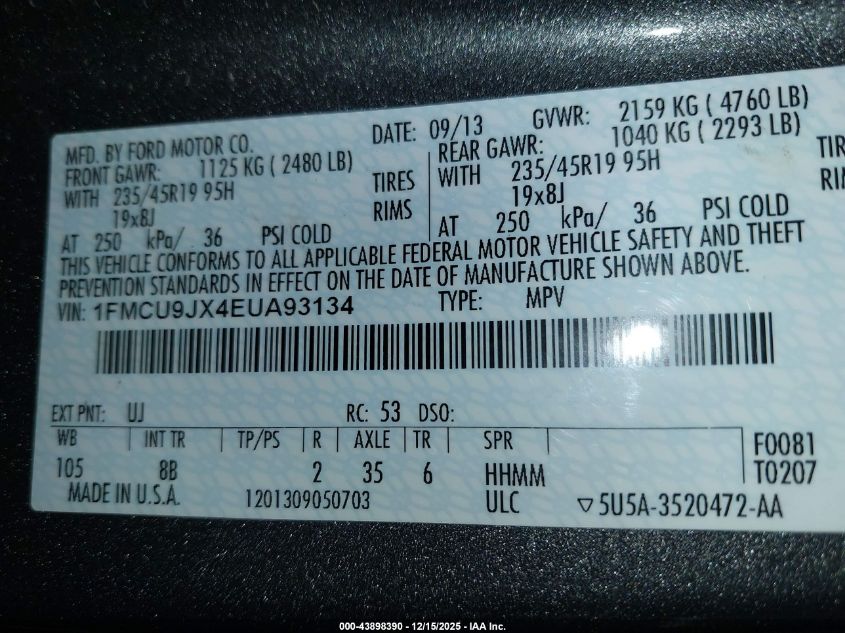 MFD. BY FORD MOTOR CO. DATE: 09/13 GVWR: 2159 KG ( 4760 LB)
FRONT GAWR: 1125 KG ( 2480 LB) REAR GAWR: 1040 KG ( 2293 LB)
WITH 235/45R19 95H TIRES WITH 235/45R19 95H
19x8J RIMS 19x8J
AT 250 kPa/ 36 PSI COLD AT 250 kPa/ 36 PSI COLD
THIS VEHICLE CONFORMS TO ALL APPLICABLE FEDERAL MOTOR VEHICLE SAFETY AND THEFT
PREVENTION STANDARDS IN EFFECT ON THE DATE OF MANUFACTURE SHOWN ABOVE.
VIN: 1FMCU9JX4EUA93134 TYPE: MPV
EXT PNT: UJ RC: 53 DSO:
WB INT TR TP/PS R AXLE TR SPR F0081
105 8B 2 35 6 HHMM T0207
MADE IN U.S.A. 1201309050703 ULC ▽5U5A-3520472-AA
000-43898390 - 12/15/2025 - IAA Inc.